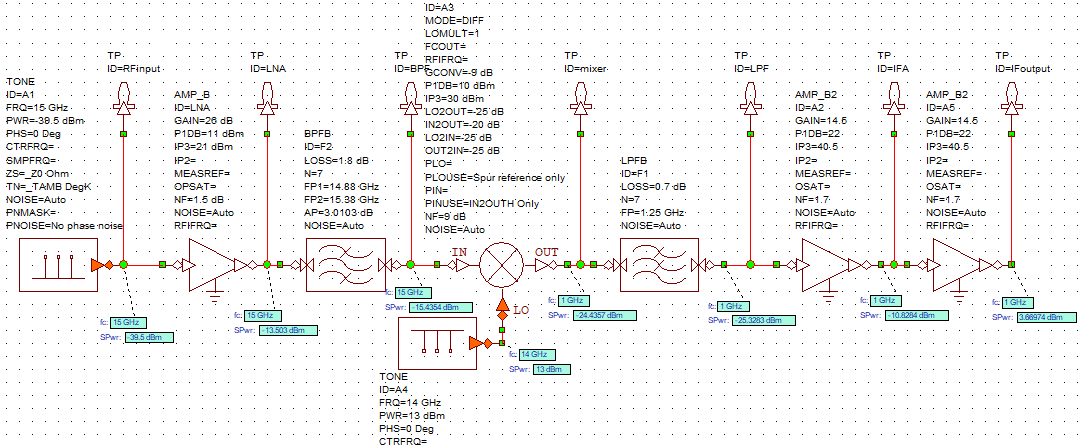 ID=A3
MODE=DIFF
LOMULT=1
FCOUT=
RFIFRQ=
GCONV=-9 dB
P1DB=10 dBm
IP3=30 dBm
LO2OUT=-25 dB
IN2OUT=-20 dB
LO2IN=-25 dB
OUT2IN=-25 dB
PLO=
PLOUSE=Spur reference only
PIN=
PINUSE=IN2OUTH Only
NF=9 dB
NOISE=Auto
TP
ID=RFinput
TP
ID=LNA
TP
ID=BPF
TP
ID=mixer
TP
ID=LPF
TP
ID=IFA
TP
ID=IFoutput
TONE
ID=A1
FRQ=15 GHz
PWR=-39.5 dBm
PHS=0 Deg
CTRFRQ=
SMPFRQ=
ZS=_Z0 Ohm
TN=_TAMB DegK
NOISE=Auto
PNMASK=
PNOISE=No phase noise
AMP_B
ID=LNA
GAIN=26 dB
P1DB=11 dBm
IP3=21 dBm
IP2=
MEASREF=
OPSAT=
NF=1.5 dB
NOISE=Auto
RFIFRQ=
BPFB
ID=F2
LOSS=1.8 dB
N=7
FP1=14.88 GHz
FP2=15.38 GHz
AP=3.0103 dB
NOISE=Auto
LPFB
ID=F1
LOSS=0.7 dB
N=7
FP=1.25 GHz
NOISE=Auto
AMP_B2
ID=A2
GAIN=14.5
P1DB=22
IP3=40.5
IP2=
MEASREF=
OSAT=
NF=1.7
NOISE=Auto
RFIFRQ=
AMP_B2
ID=A5
GAIN=14.5
P1DB=22
IP3=40.5
IP2=
MEASREF=
OSAT=
NF=1.7
NOISE=Auto
RFIFRQ=
IN
OUT
LO
fc: 15 GHz
SPwr: -39.5 dBm
fc: 15 GHz
SPwr: -13.503 dBm
fc: 15 GHz
SPwr: -15.4354 dBm
fc: 14 GHz
SPwr: 13 dBm
fc: 1 GHz
SPwr: -24.4357 dBm
fc: 1 GHz
SPwr: -25.3283 dBm
fc: 1 GHz
SPwr: -10.8284 dBm
fc: 1 GHz
SPwr: 3.66974 dBm
TONE
ID=A4
FRQ=14 GHz
PWR=13 dBm
PHS=0 Deg
CTRFRQ=